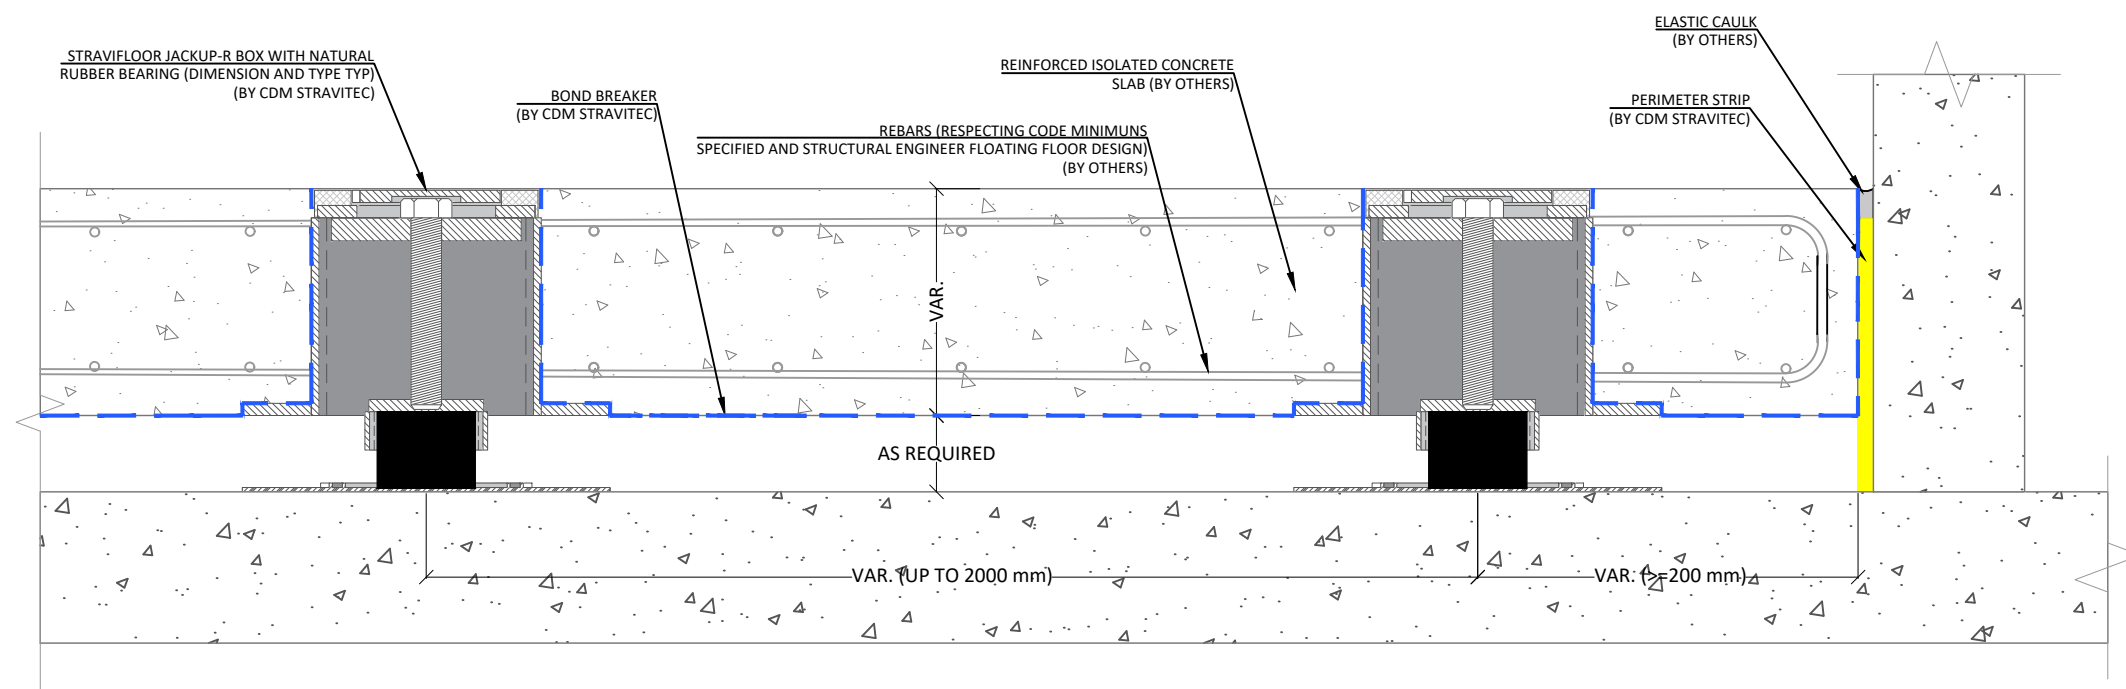 STRAVIFLOOR JACKUP-R BOX WITH NATURAL
RUBBER BEARING (DIMENSION AND TYPE TYP)
(BY CDM STRAVITEC)
BOND BREAKER
(BY CDM STRAVITEC)
REBARS (RESPECTING CODE MINIMUNS
SPECIFIED AND STRUCTURAL ENGINEER FLOATING FLOOR DESIGN)
(BY OTHERS)
REINFORCED ISOLATED CONCRETE
SLAB (BY OTHERS)
ELASTIC CAULK
(BY OTHERS)
PERIMETER STRIP
(BY CDM STRAVITEC)
VAR.
AS REQUIRED
VAR. (UP TO 2000 mm)
VAR. (>=200 mm)